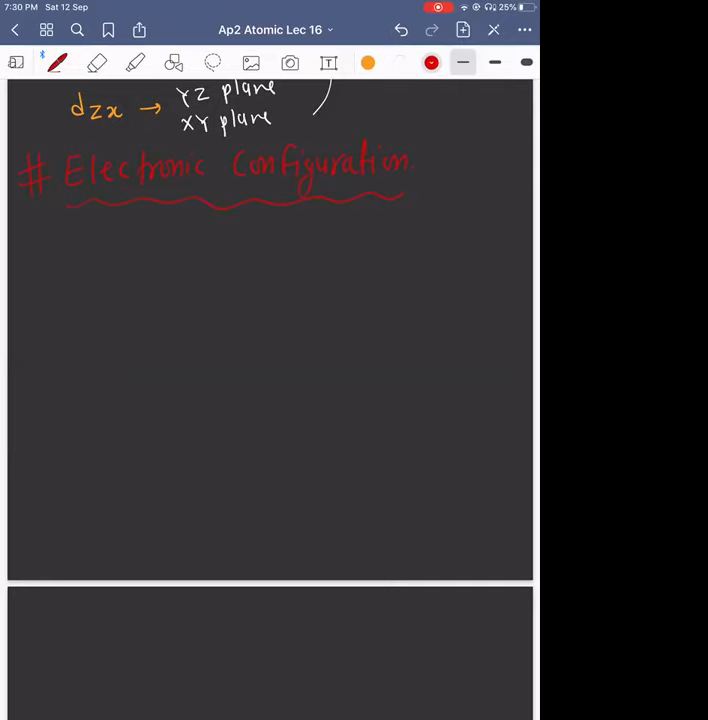 7:30 PM Sat 12 Sep
25%
Ap2 Atomic Lec 16
T
YZ plane
dzx → XY plane
# Electronic Configuration.